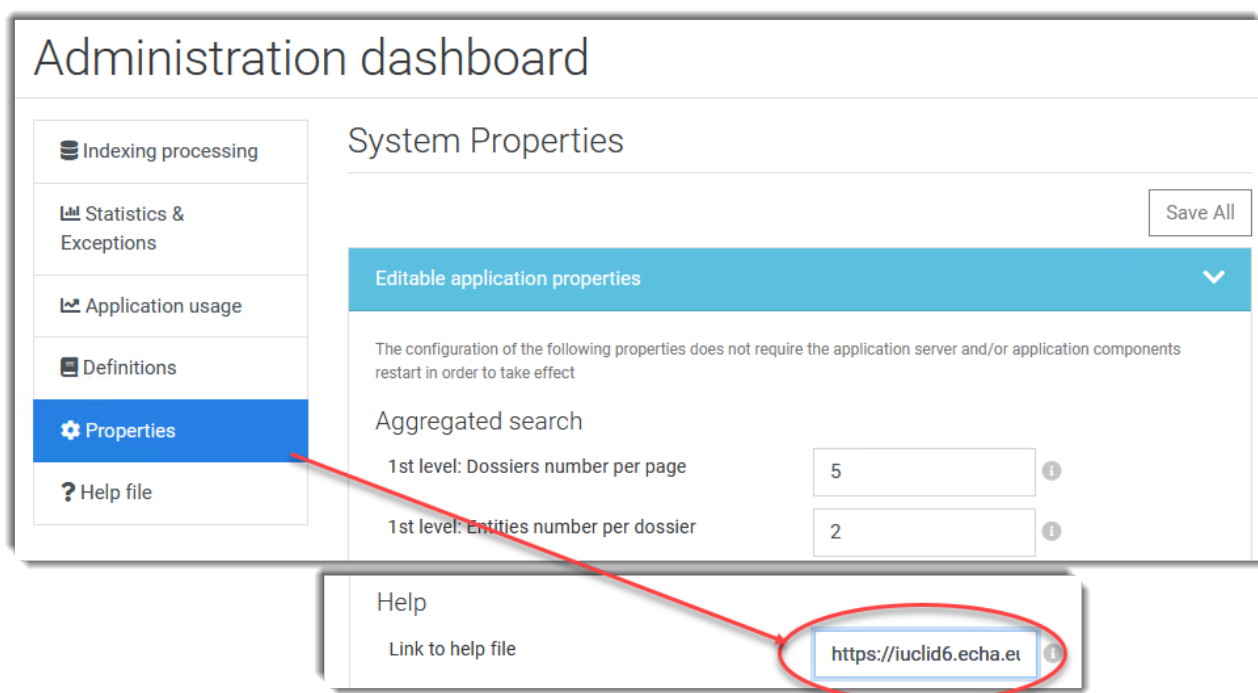 Administration dashboard
Indexing processing
Statistics &
Exceptions
Application usage
Definitions
Properties
Help file
System Properties
Save All
Editable application properties
The configuration of the following properties does not require the application server and/or application components
restart in order to take effect
Aggregated search
1st level: Dossiers number per page
5
1st level: Entities number per dossier
2
Help
Link to help file
https://iuclid6.echa.eu